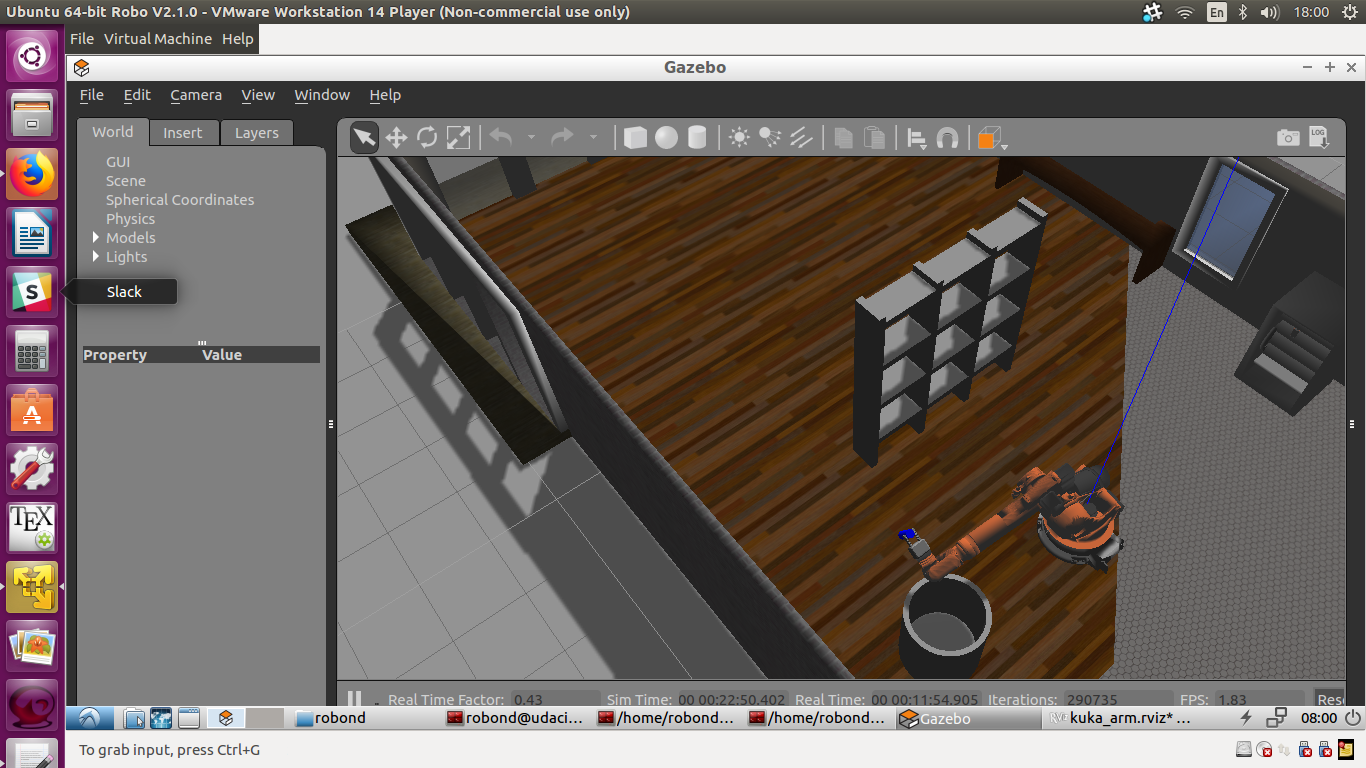 Ubuntu 64-bit Robo V2.1.0 - VMware Workstation 14 Player (Non-commercial use only)
En
18:00
File Virtual Machine Help
Gazebo
File Edit Camera View Window Help
World Insert Layers
LOG
GUI
Scene
Spherical Coordinates
Physics
Models
Lights
S
Slack
Property Value
A
TEX
Real Time Factor: 0.43 Sim Time: 00 00:22:50.402 Real Time: 00 00:11:54.905 Iterations: 290735 FPS: 1.83 Res
robond robond@udaci... /home/robond... /home/robond... Gazebo kuka_arm.rviz* ... 08:00
To grab input, press Ctrl+G